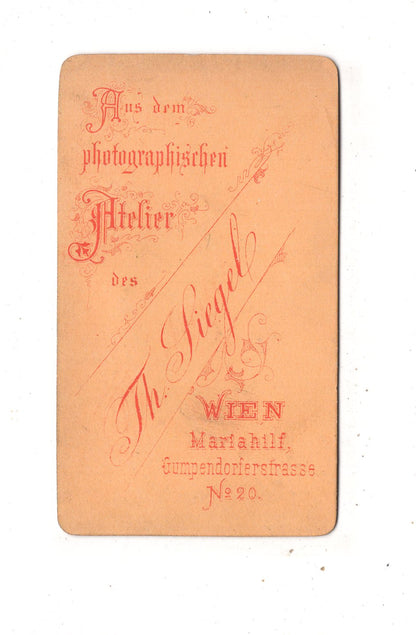 Aus dem
photographischen
Atelier
des
Th. Siegel
WIEN
Mariahilf,
Gumpendorferstrasse
No 20.